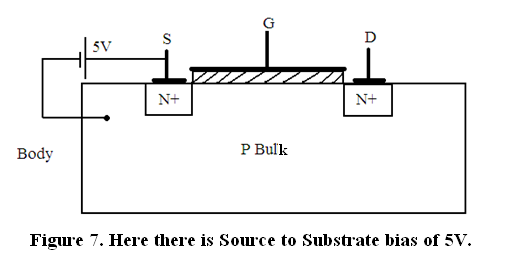 G
5V
S
D
N+
N+
P Bulk
Body
Figure 7. Here there is Source to Substrate bias of 5V.